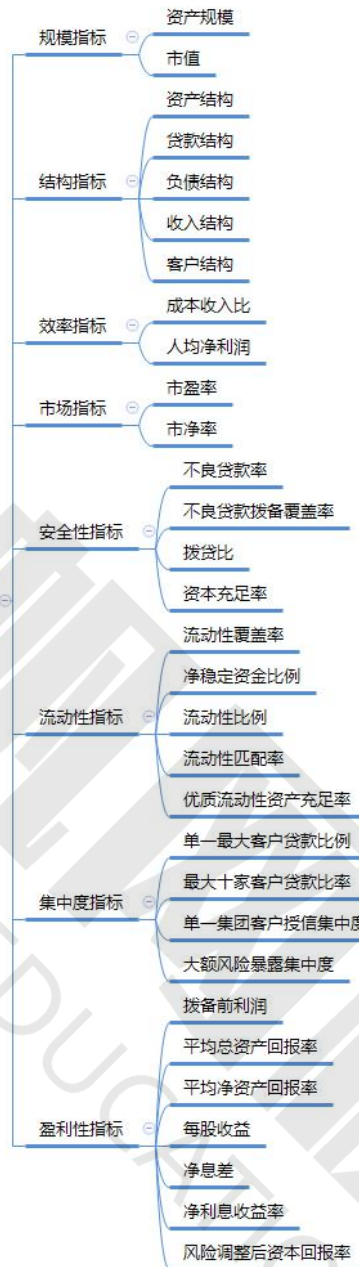 规模指标
资产规模
市值
结构指标
资产结构
贷款结构
负债结构
收入结构
客户结构
效率指标
成本收入比
人均净利润
市场指标
市盈率
市净率
安全性指标
不良贷款率
不良贷款拨备覆盖率
拨贷比
资本充足率
流动性指标
流动性覆盖率
净稳定资金比例
流动性比例
流动性匹配率
优质流动性资产充足率
集中度指标
单一最大客户贷款比例
最大十家客户贷款比率
单一集团客户授信集中度
大额风险暴露集中度
盈利性指标
拨备前利润
平均总资产回报率
平均净资产回报率
每股收益
净息差
净利息收益率
风险调整后资本回报率
EDUCATIO